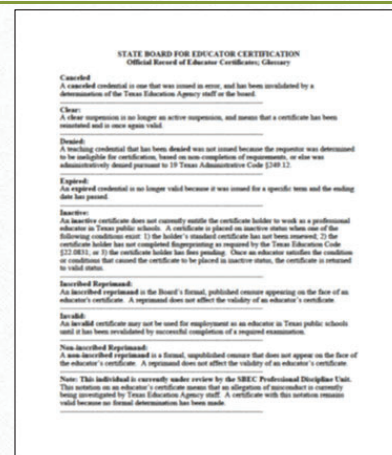 STATE BOARD FOR EDUCATOR CERTIFICATION
Official Record of Educator Certificates; Glossary
Canceled
A canceled credential is one that was issued in error, and has been invalidated by a
determination of the Texas Education Agency staff or the board.
Clear:
A clear suspension is no longer an active suspension, and means that a certificate has been
reinstated and is once again valid.
Denied:
A teaching credential that has been denied was not issued because the requestor was determined
to be ineligible for certification, based on non-completion of requirements, or else was
administratively denied pursuant to 19 Texas Administrative Code §249.12.
Expired:
An expired credential is no longer valid because it was issued for a specific term and the ending
date has passed.
Inactive:
An inactive certificate does not currently entitle the certificate holder to work as a professional
educator in Texas public schools. A certificate is placed on inactive status when one of the
following conditions exist: 1) the holder's standard certificate has not been renewed; 2) the
certificate holder has not completed fingerprinting as required by the Texas Education Code
§22.0831; or 3) the certificate holder has fees pending. Once an educator satisfies the condition
or conditions that caused the certificate to be placed in inactive status, the certificate is returned
to valid status.
Inscribed Reprimand:
An inscribed reprimand is the Board's formal, published censure appearing on the face of an
educator's certificate. A reprimand does not affect the validity of an educator's certificate.
Invalid:
An invalid certificate may not be used for employment as an educator in Texas public schools
until it has been validated by successful completion of a required examination.
Non-inscribed Reprimand:
A non-inscribed reprimand is a formal, unpublished censure that does not appear on the face of
the educator's certificate. A reprimand does not affect the validity of an educator's certificate.
Note: This individual is currently under review by the SBEC Professional Discipline Unit.
This notation on an educator's certificate means that an allegation of misconduct is currently
being investigated by Texas Education Agency staff. A certificate with this notation remains
valid because no formal determination has been made.